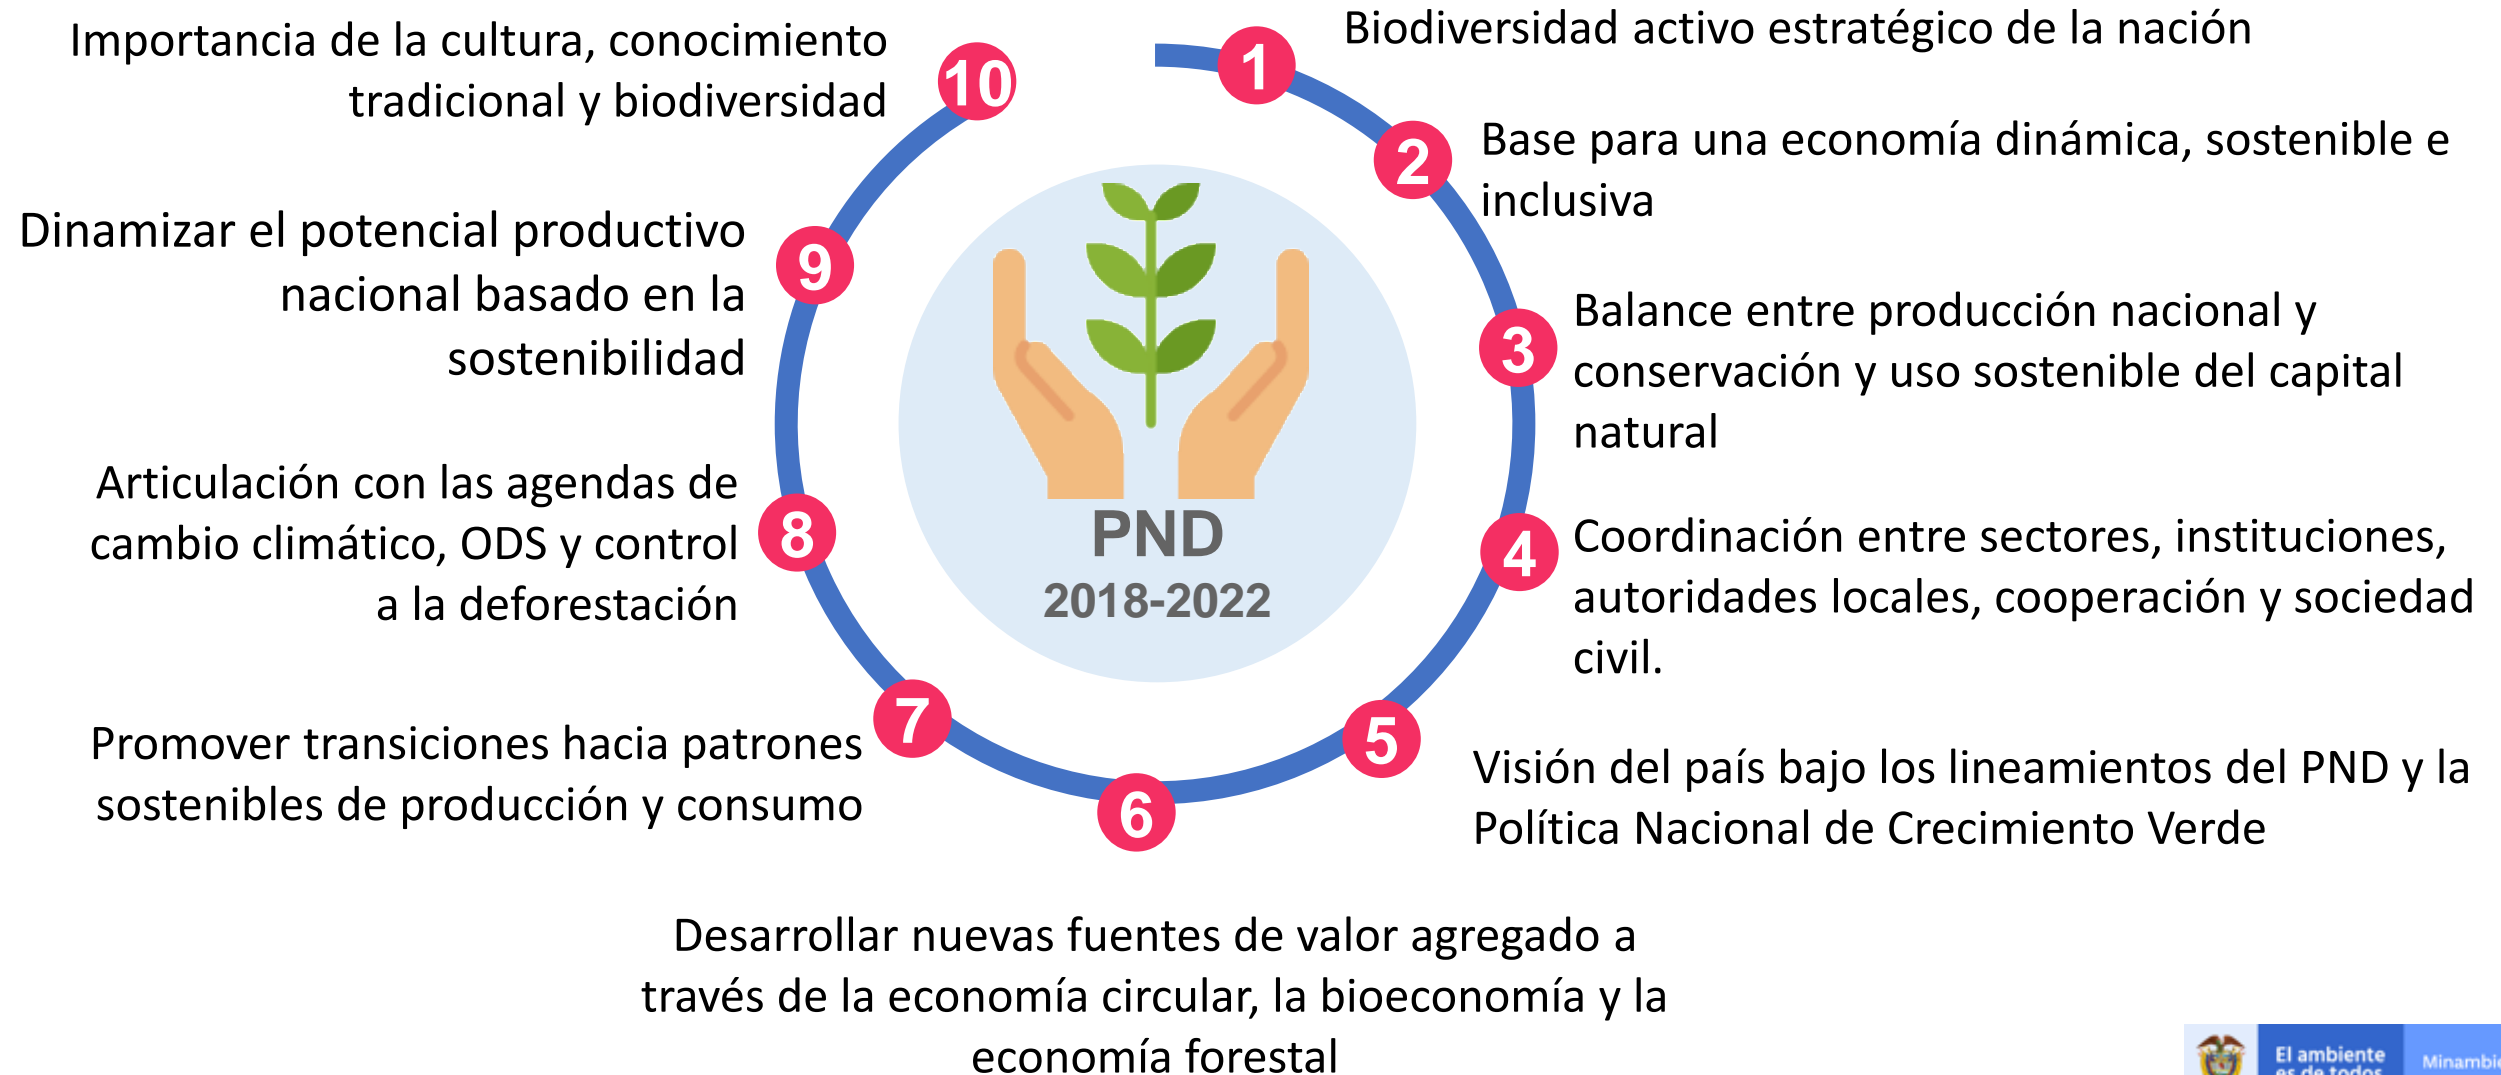 1
Biodiversidad activo estratégico de la nación
2
Base para una economía dinámica, sostenible e
inclusiva
3
Balance entre producción nacional y
conservación y uso sostenible del capital
natural
4
Coordinación entre sectores, instituciones,
autoridades locales, cooperación y sociedad
civil.
5
Visión del país bajo los lineamientos del PND y la
Política Nacional de Crecimiento Verde
6
Desarrollar nuevas fuentes de valor agregado a
través de la economía circular, la bioeconomía y la
economía forestal
7
Promover transiciones hacia patrones
sostenibles de producción y consumo
8
Articulación con las agendas de
cambio climático, ODS y control
a la deforestación
9
Dinamizar el potencial productivo
nacional basado en la
sostenibilidad
10
Importancia de la cultura, conocimiento
tradicional y biodiversidad
PND
2018-2022
El ambiente
es de todos